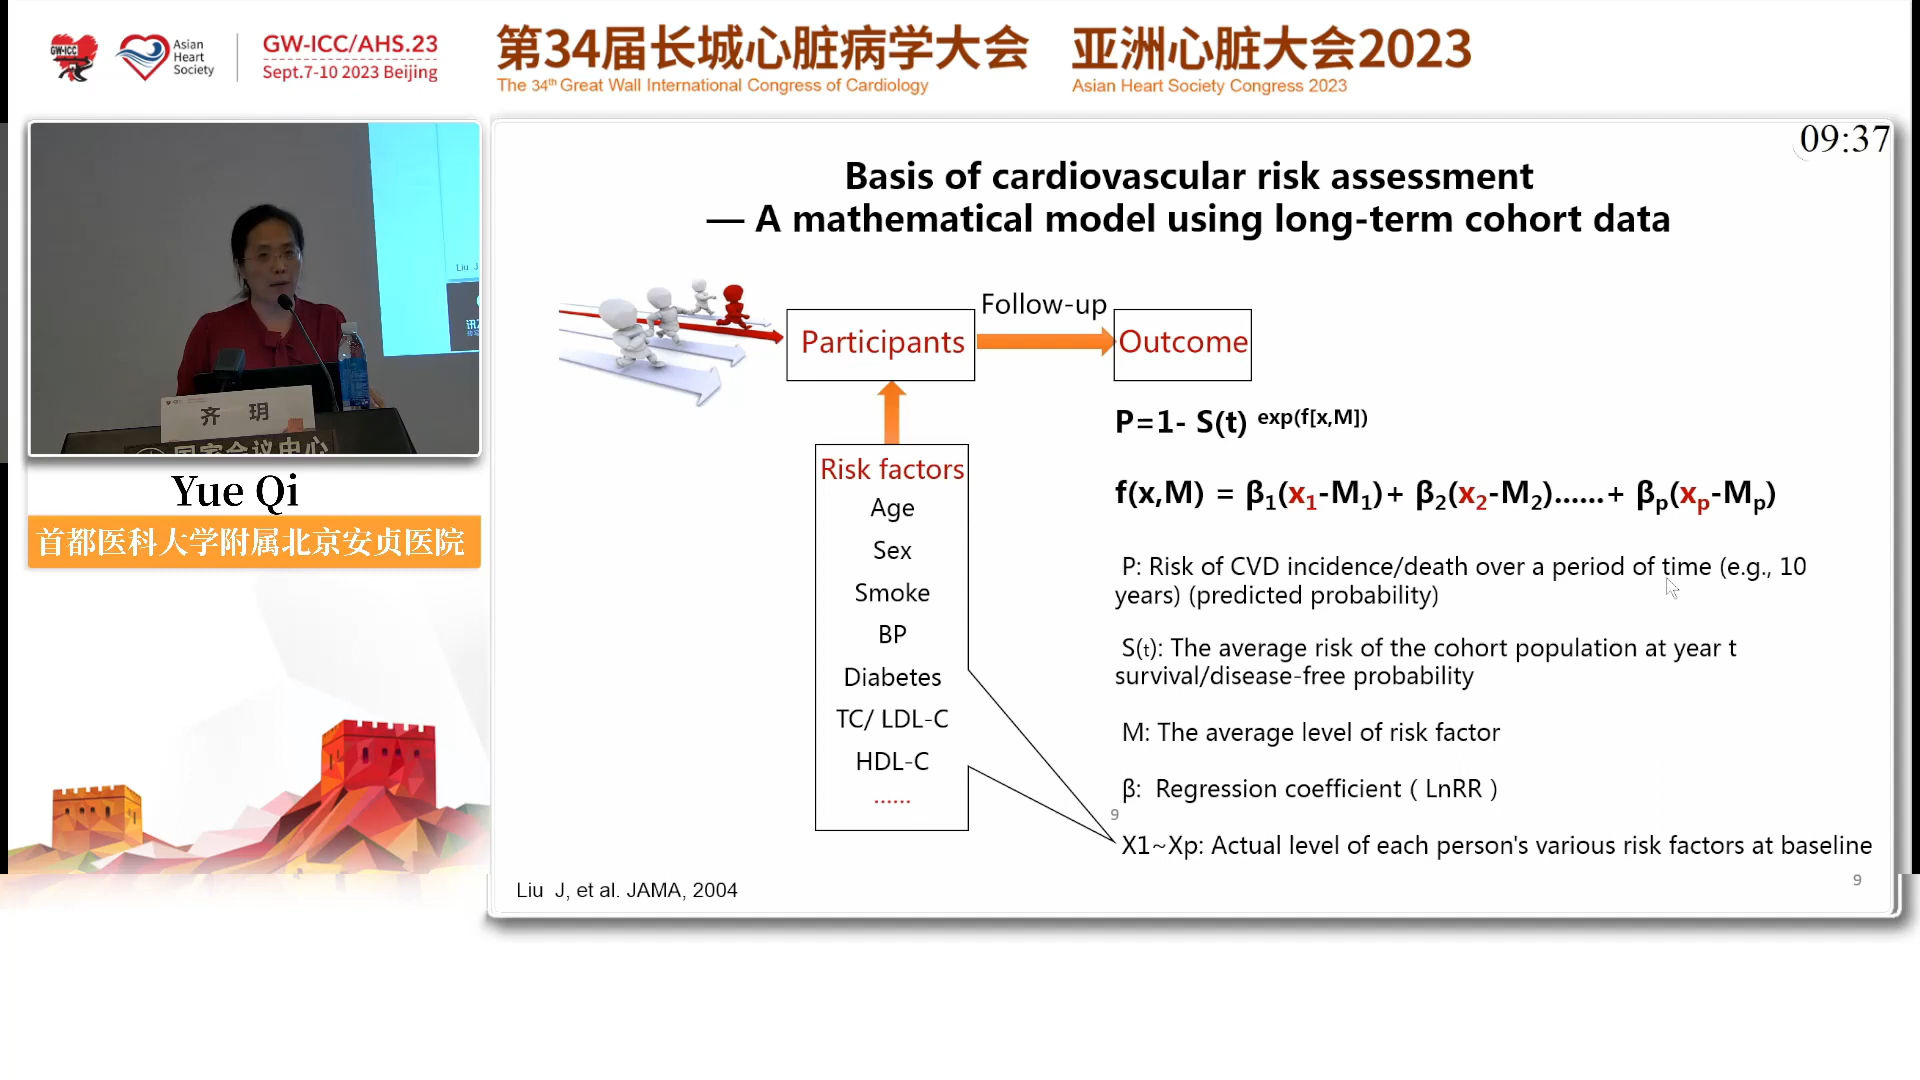 GW-ICC
Asian
Heart
Society
GW-ICC/AHS.23
Sept.7-10 2023 Beijing
第34届长城心脏病学大会
The 34th Great Wall International Congress of Cardiology
亚洲心脏大会2023
Asian Heart Society Congress 2023
09:37
Liu J
齐 玥
国家会议中心
Yue Qi
首都医科大学附属北京安贞医院
Basis of cardiovascular risk assessment
— A mathematical model using long-term cohort data
Participants
Follow-up
Outcome
Risk factors
Age
Sex
Smoke
BP
Diabetes
TC/ LDL-C
HDL-C
......
P=1- S(t) exp(f[x,M])
f(x,M) = β1(x1-M1)+ β2(x2-M2)......+ βp(xp-Mp)
P: Risk of CVD incidence/death over a period of time (e.g., 10
years) (predicted probability)
S(t): The average risk of the cohort population at year t
survival/disease-free probability
M: The average level of risk factor
β: Regression coefficient ( LnRR )
9
X1~Xp: Actual level of each person's various risk factors at baseline
9
Liu J, et al. JAMA, 2004